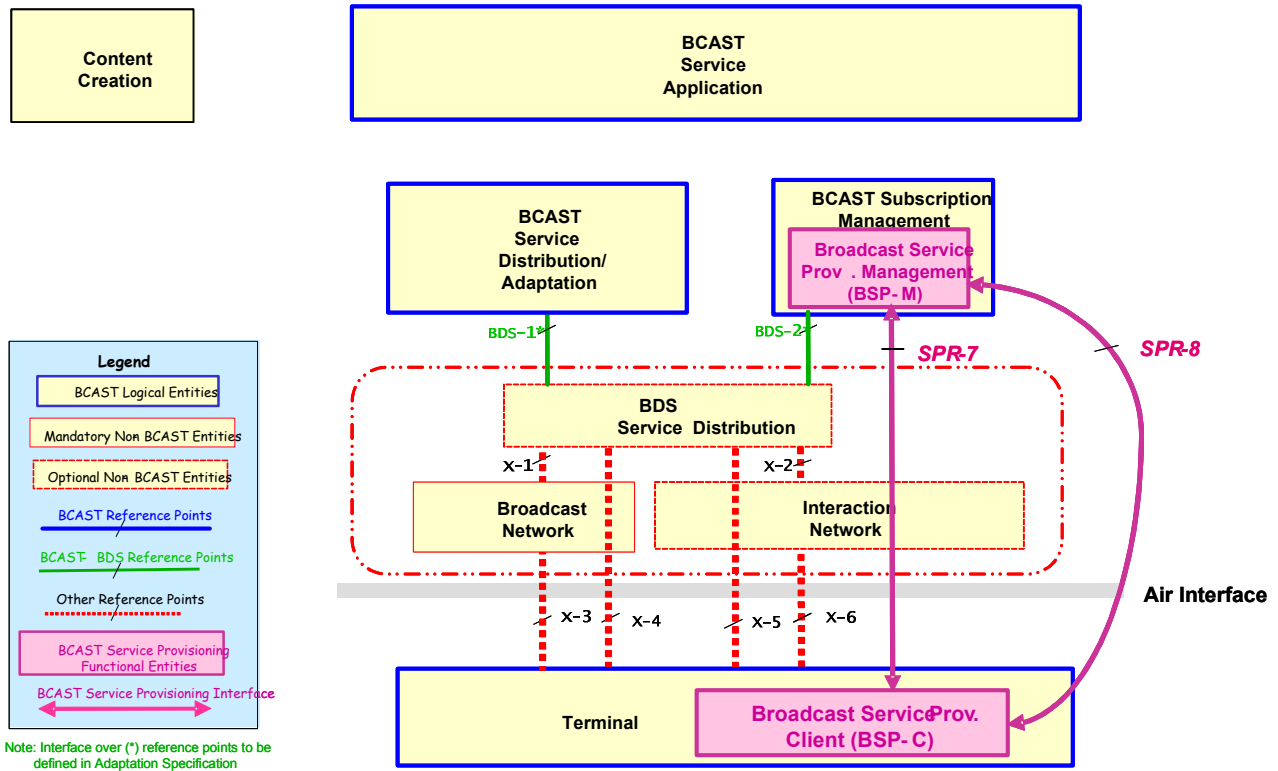 Content
Creation
BCAST
Service
Application
BCAST
Service
Distribution/
Adaptation
BCAST Subscription
Management
Broadcast Service
Prov . Management
(BSP- M)
BDS-1*
BDS-2*
SPR-7
SPR-8
BDS
Service Distribution
X-1
X-2
Broadcast
Network
Interaction
Network
Air Interface
X-3
X-4
X-5
X-6
Terminal
Broadcast Service Prov.
Client (BSP- C)
Legend
BCAST Logical Entities
Mandatory Non BCAST Entities
Optional Non- BCAST Entities
BCAST Reference Points
BCAST- BDS Reference Points
Other Reference Points
BCAST Service Provisioning
Functional Entities
BCAST Service Provisioning Interface
Note: Interface over (*) reference points to be
defined in Adaptation Specification